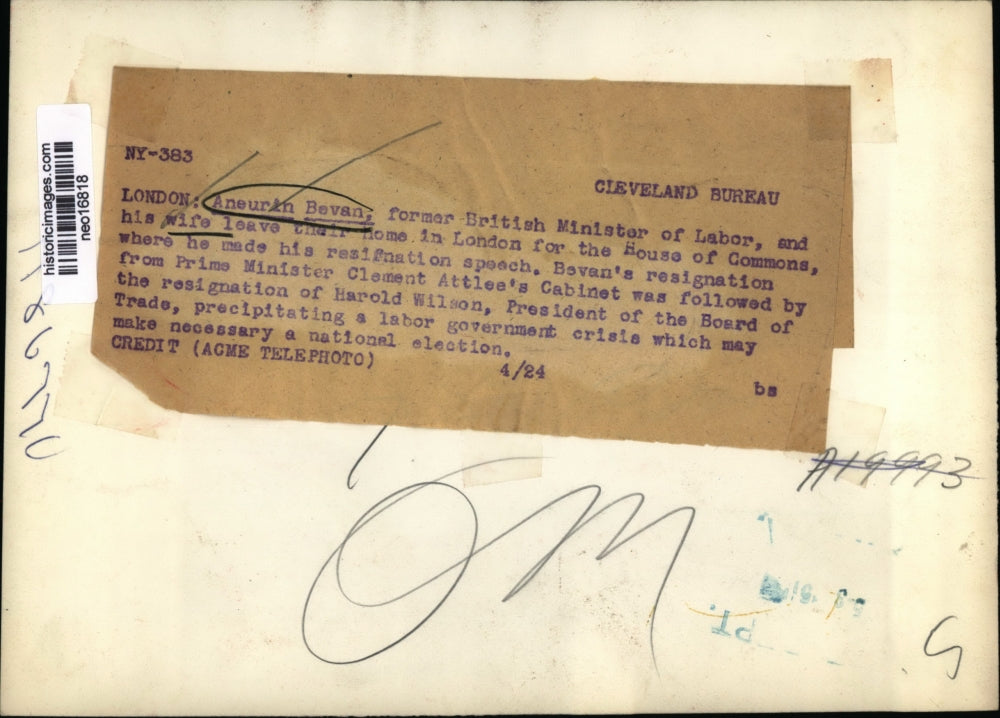 NY-383
CLEVELAND BUREAU
LONDON: Aneurin Bevan, former British Minister of Labor, and
his wife leave their home in London for the House of Commons,
where he made his resifnation speech. Bevan's resignation
from Prime Minister Clement Attlee's Cabinet was followed by
the resignation of Harold Wilson, President of the Board of
Trade, precipitating a labor government crisis which may
make necessary a national election.
CREDIT (ACME TELEPHOTO) 4/24
bs
historicimages.com
neo16818
A19993
PT.